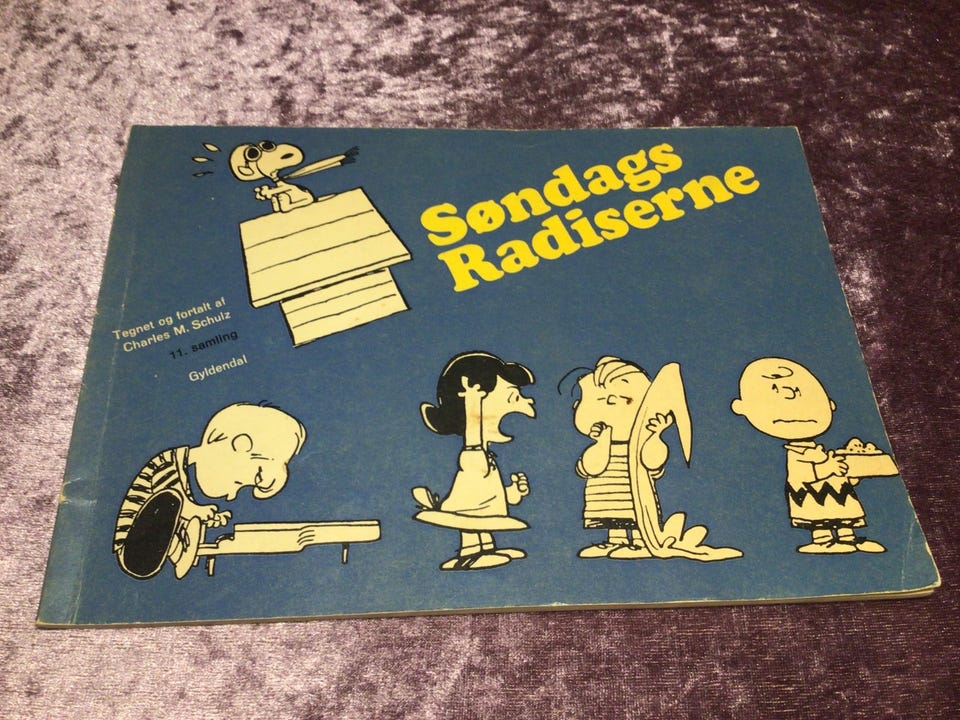 Søndags
Radiserne
Tegnet og fortalt af
Charles M. Schulz
11. samling
Gyldendal